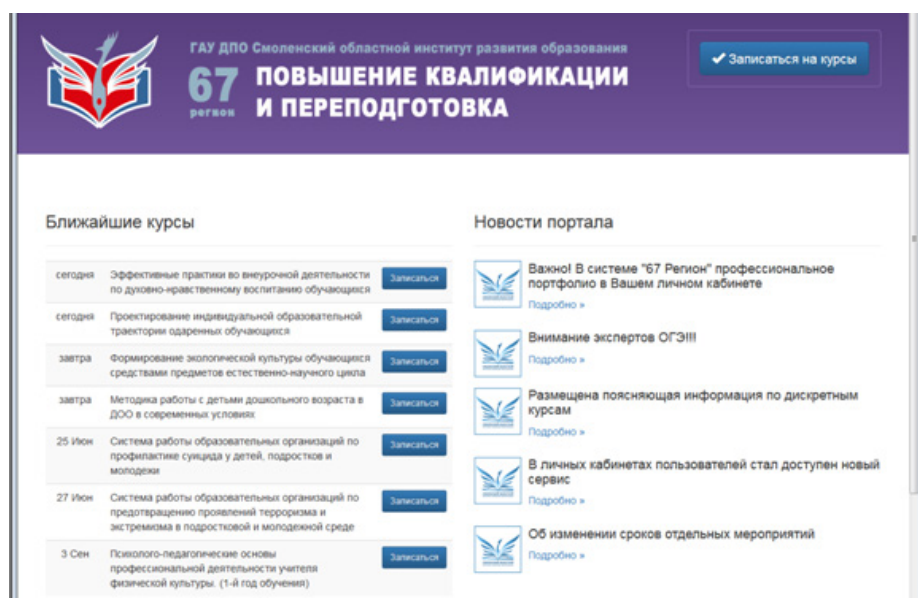 ГАУ ДПО Смоленский областной институт развития образования
67
регион
ПОВЫШЕНИЕ КВАЛИФИКАЦИИ
И ПЕРЕПОДГОТОВКА
Записаться на курсы
Ближайшие курсы
сегодня
Эффективные практики во внеурочной деятельности
по духовно-нравственному воспитанию обучающихся
Записаться
сегодня
Проектирование индивидуальной образовательной
траектории одаренных обучающихся
Записаться
завтра
Формирование экологической культуры обучающихся
средствами предметов естественно-научного цикла
Записаться
завтра
Методика работы с детьми дошкольного возраста в
ДОО в современных условиях
Записаться
25 Июн
Система работы образовательных организаций по
профилактике суицида у детей, подростков и
молодежи
Записаться
27 Июн
Система работы образовательных организаций по
предотвращению проявлений терроризма и
экстремизма в подростковой и молодежной среде
Записаться
3 Сен
Психолого-педагогические основы
профессиональной деятельности учителя
физической культуры. (1-й год обучения)
Записаться
Новости портала
Важно! В системе "67 Регион" профессиональное
портфолио в Вашем личном кабинете
Подробно »
Внимание экспертов ОГЭ!!!
Подробно »
Размещена поясняющая информация по дискретным
курсам
Подробно »
В личных кабинетах пользователей стал доступен новый
сервис
Подробно »
Об изменении сроков отдельных мероприятий
Подробно »